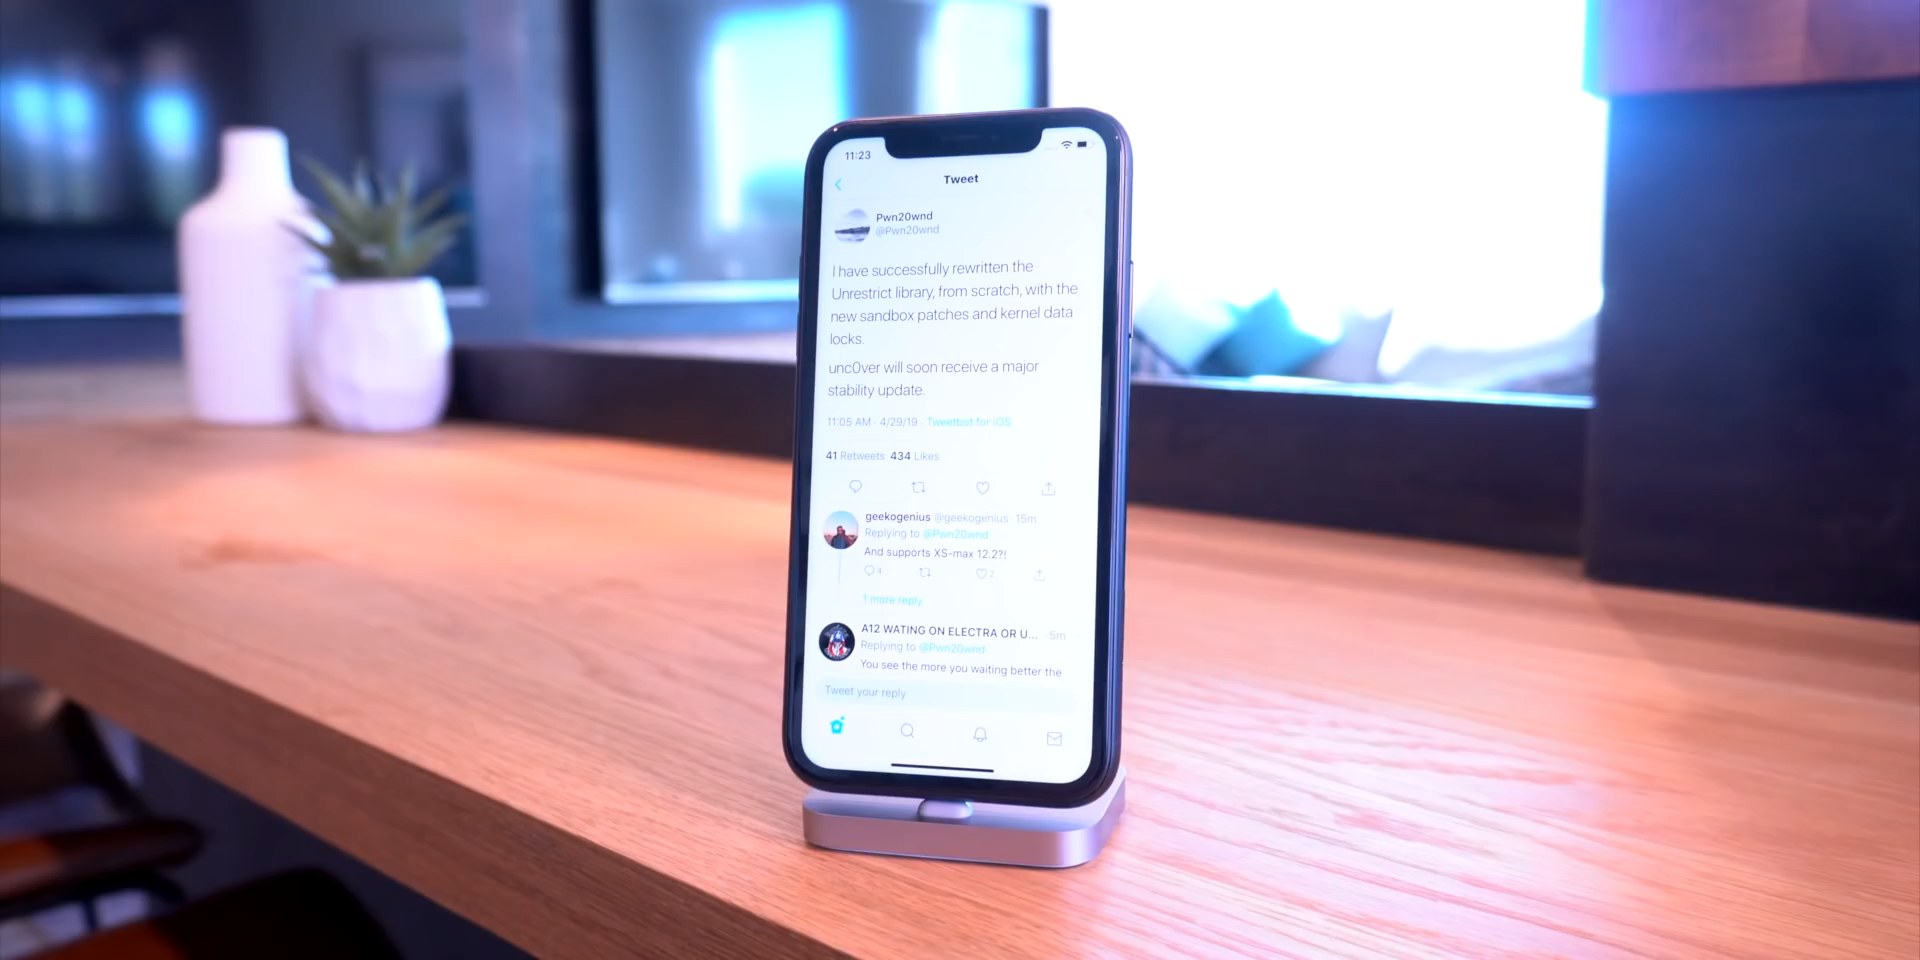 11:23
Tweet
Pwn20wnd
@Pwn20wnd
I have successfully rewritten the
Unrestrict library, from scratch, with the
new sandbox patches and kernel data
locks.
unc0ver will soon receive a major
stability update.
11:05 AM · 4/29/19 · Tweetbot for iOS
41 Retweets 434 Likes
geekogenius @geekogenius · 15m
Replying to @Pwn20wnd
And supports XS-max 12.2?!
4 2
1 more reply
A12 WATING ON ELECTRA OR U... · 5m
Replying to @Pwn20wnd
You see the more you waiting better the
Tweet your reply